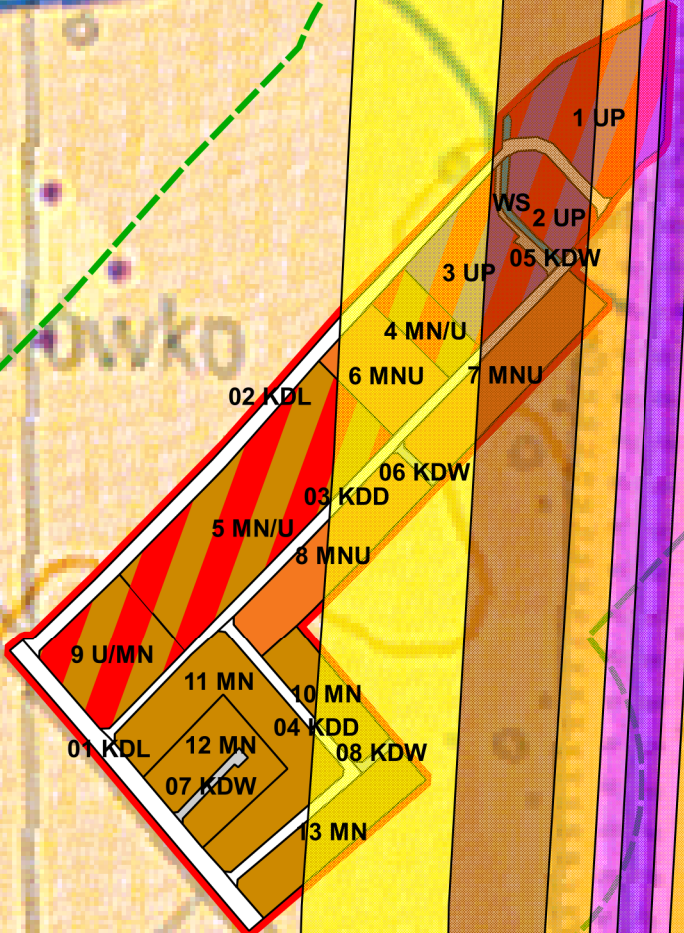 1 UP
WS
2 UP
05 KDW
3 UP
4 MN/U
6 MNU
7 MNU
02 KDL
06 KDW
03 KDD
5 MN/U
8 MNU
9 U/MN
11 MN
10 MN
04 KDD
12 MN
01 KDL
08 KDW
07 KDW
13 MN